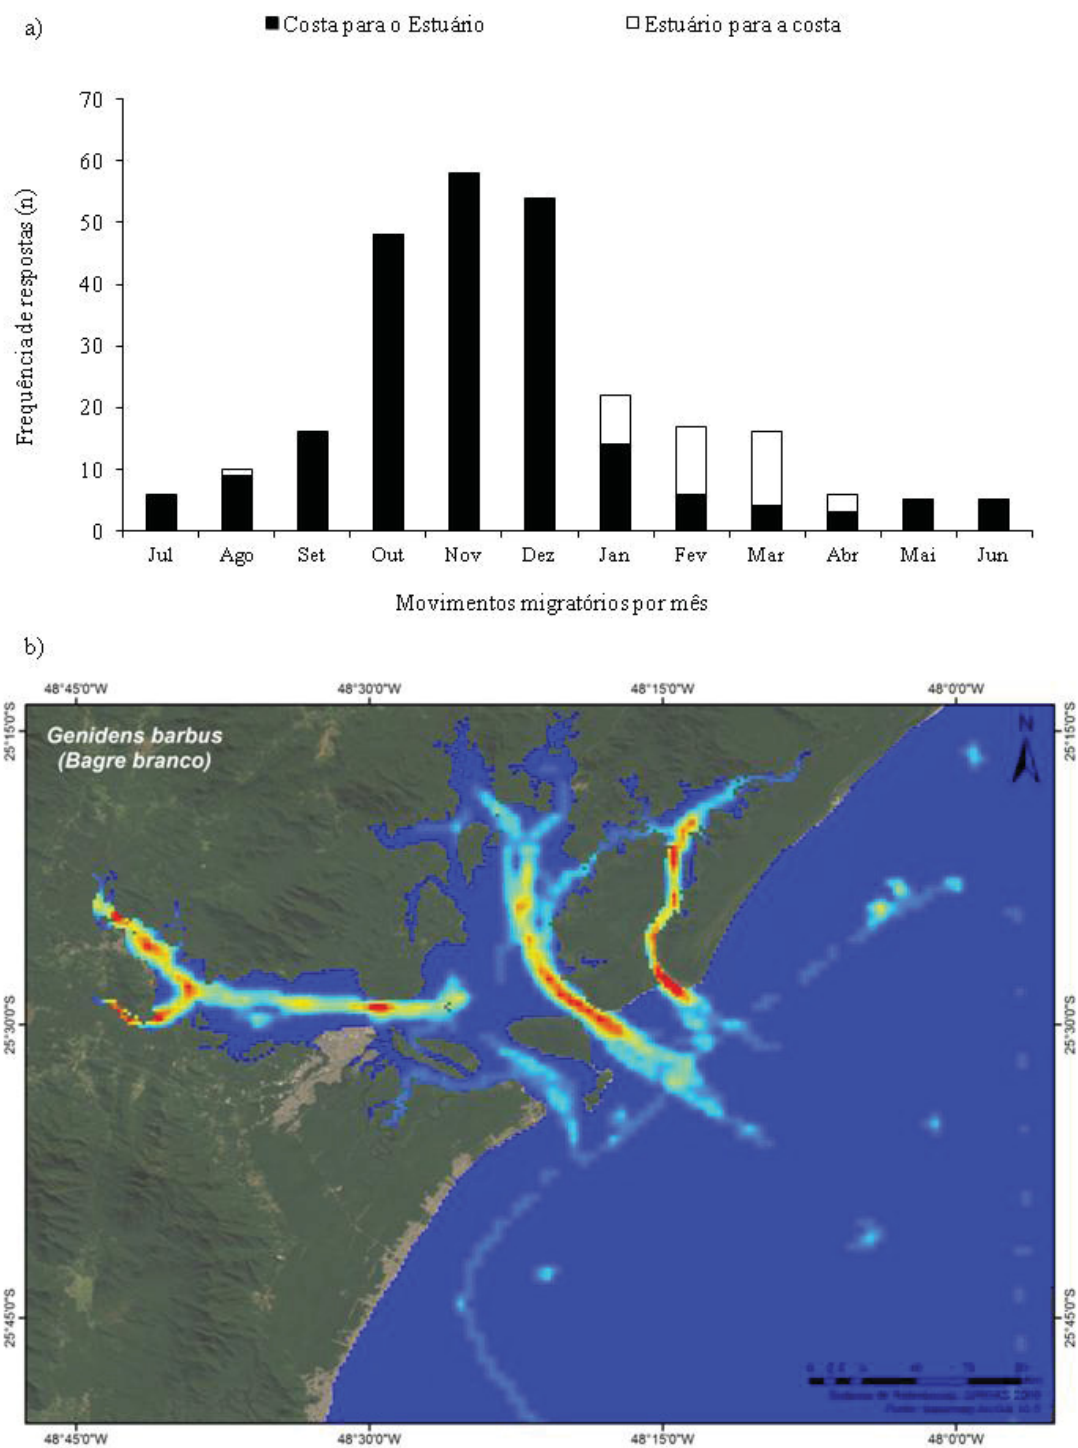 a)
Costa para o Estuário
Estuário para a costa
70
60
50
40
30
20
10
0
Frequência de respostas (n)
Jul Ago Set Out Nov Dez Jan Fev Mar Abr Mai Jun
Movimentos migratórios por mês
b)
48°45'0"W 48°30'0"W 48°15'0"W 48°0'0"W
Genidens barbus
(Bagre branco)
N
25°15'0"S 25°15'0"S
25°30'0"S 25°30'0"S
25°45'0"S 25°45'0"S
48°45'0"W 48°30'0"W 48°15'0"W 48°0'0"W